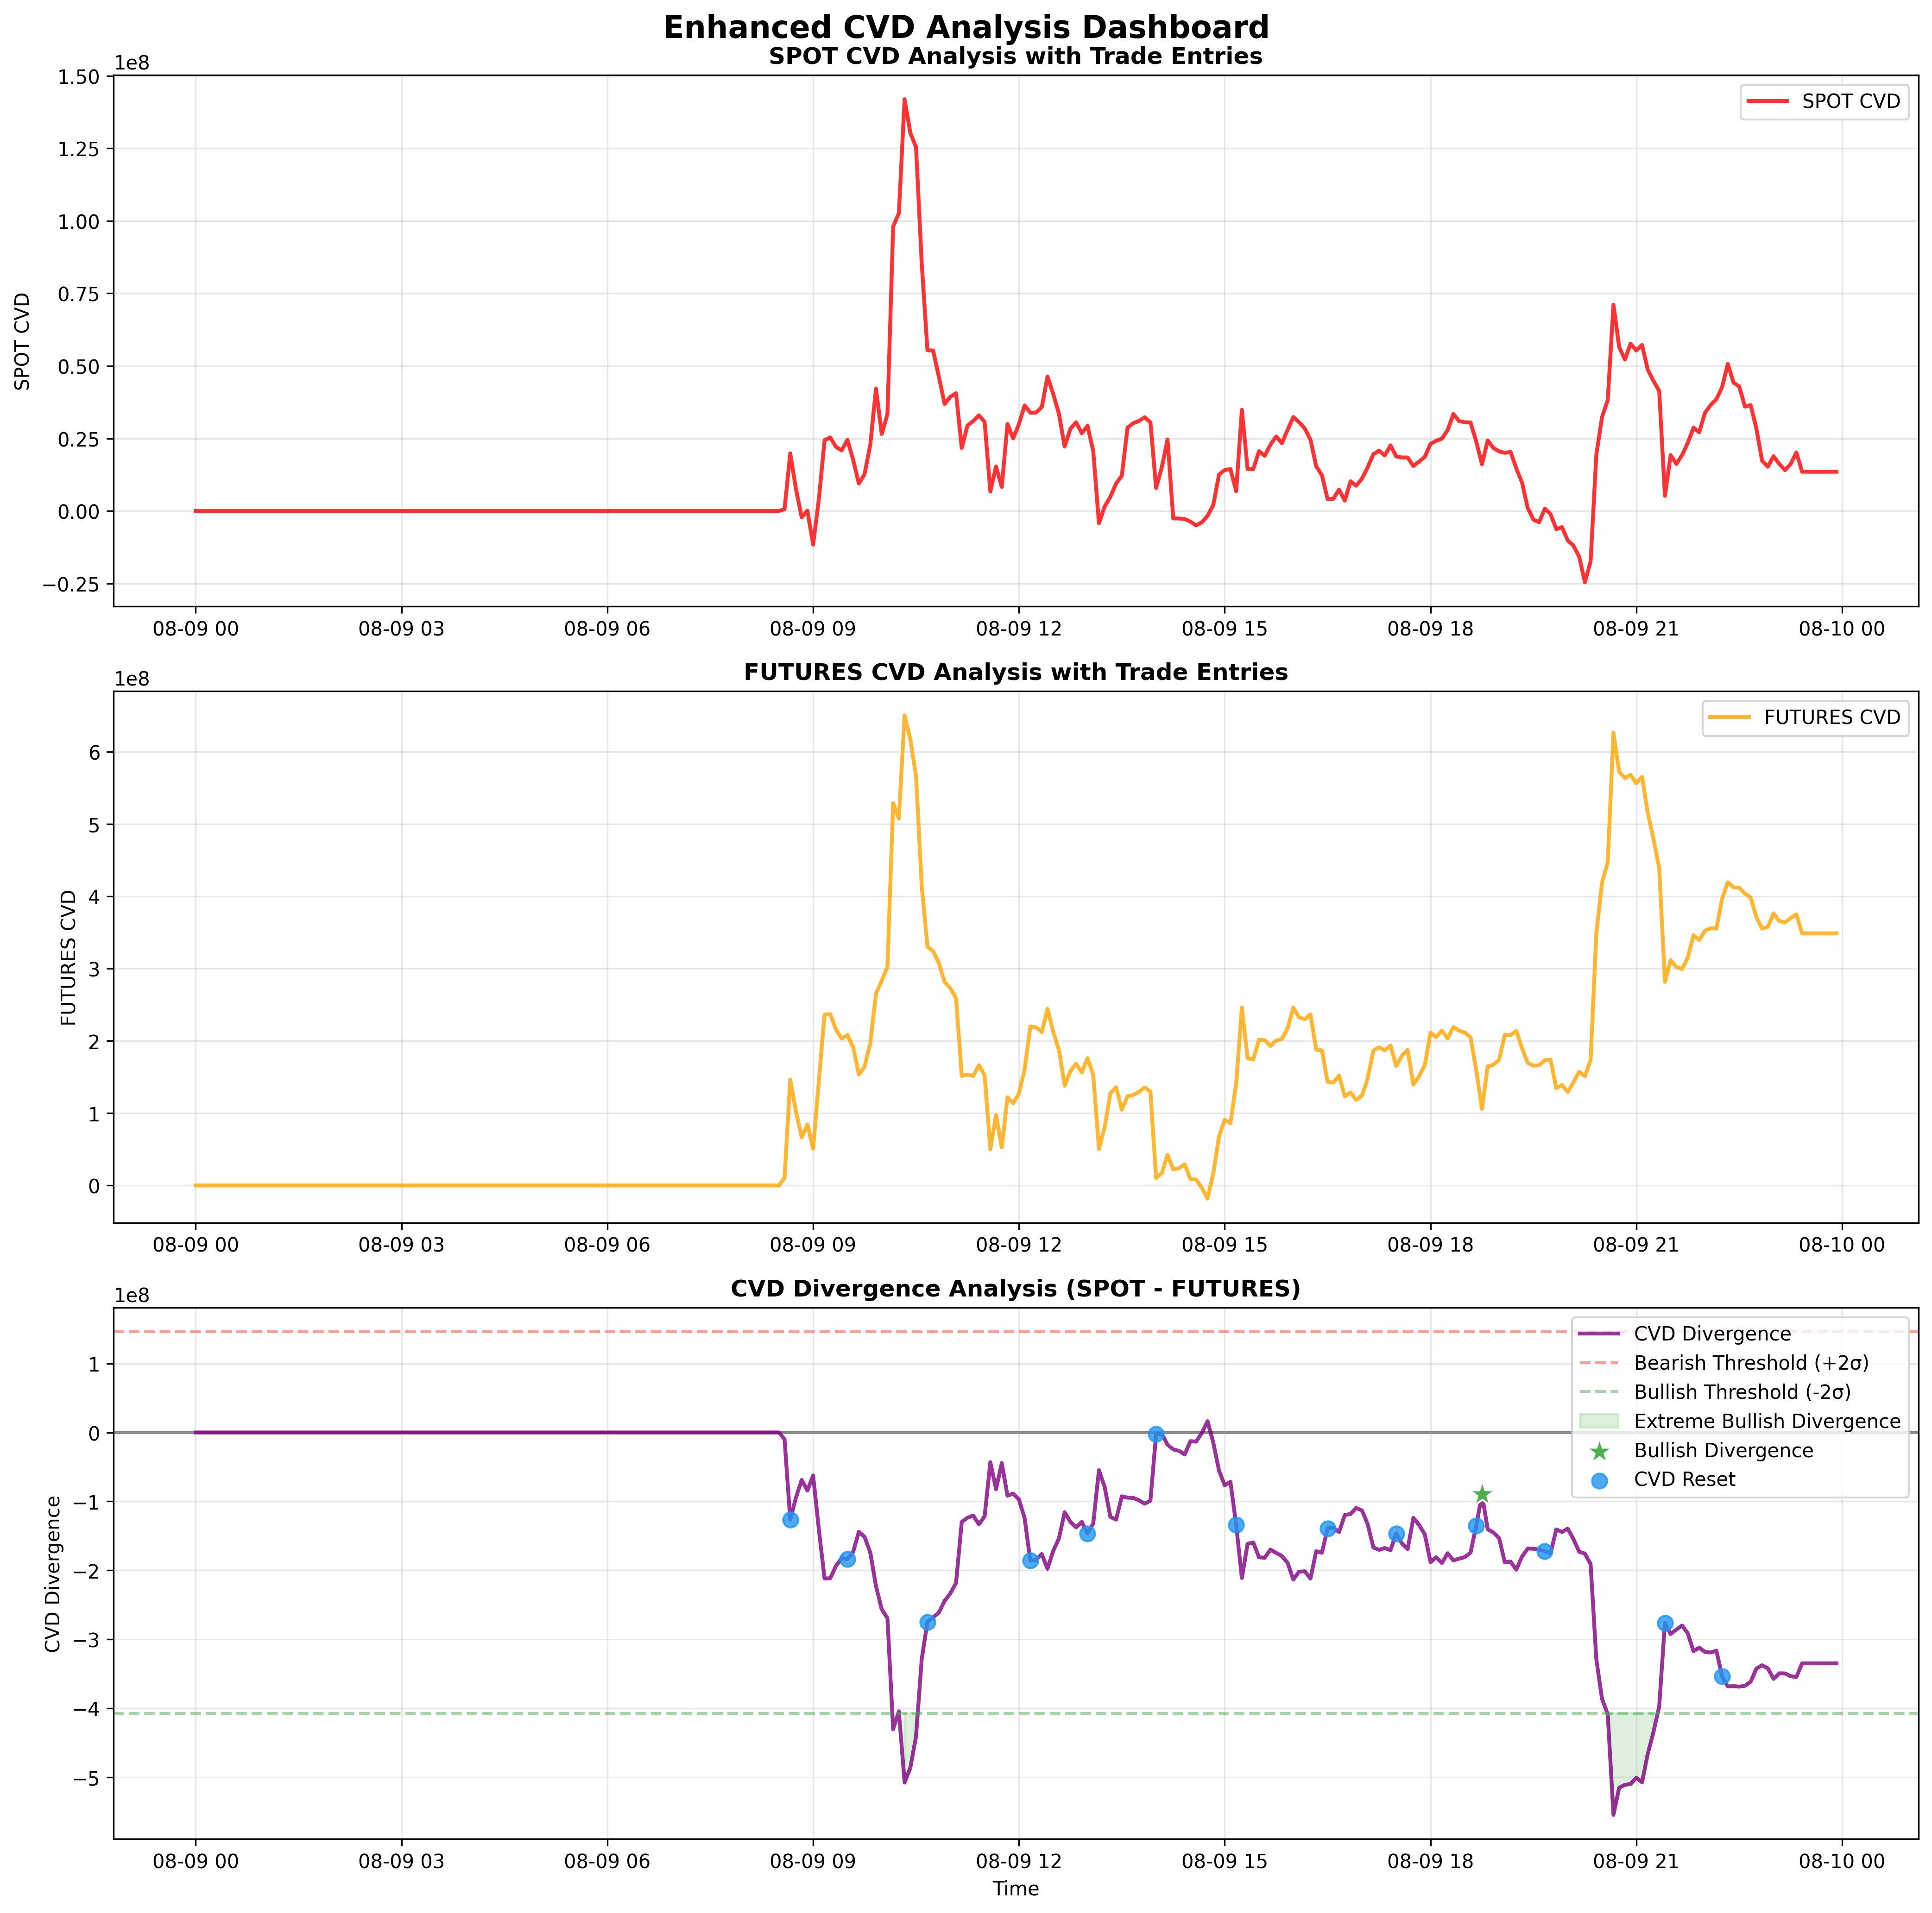 Enhanced CVD Analysis Dashboard
SPOT CVD Analysis with Trade Entries
1e8
1.50
1.25
1.00
0.75
0.50
0.25
0.00
−0.25
SPOT CVD
SPOT CVD
08-09 00 08-09 03 08-09 06 08-09 09 08-09 12 08-09 15 08-09 18 08-09 21 08-10 00
FUTURES CVD Analysis with Trade Entries
1e8
6
5
4
3
2
1
0
FUTURES CVD
FUTURES CVD
08-09 00 08-09 03 08-09 06 08-09 09 08-09 12 08-09 15 08-09 18 08-09 21 08-10 00
CVD Divergence Analysis (SPOT - FUTURES)
1e8
1
0
−1
−2
−3
−4
−5
CVD Divergence
CVD Divergence
Bearish Threshold (+2σ)
Bullish Threshold (-2σ)
Extreme Bullish Divergence
Bullish Divergence
CVD Reset
08-09 00 08-09 03 08-09 06 08-09 09 08-09 12 08-09 15 08-09 18 08-09 21 08-10 00
Time